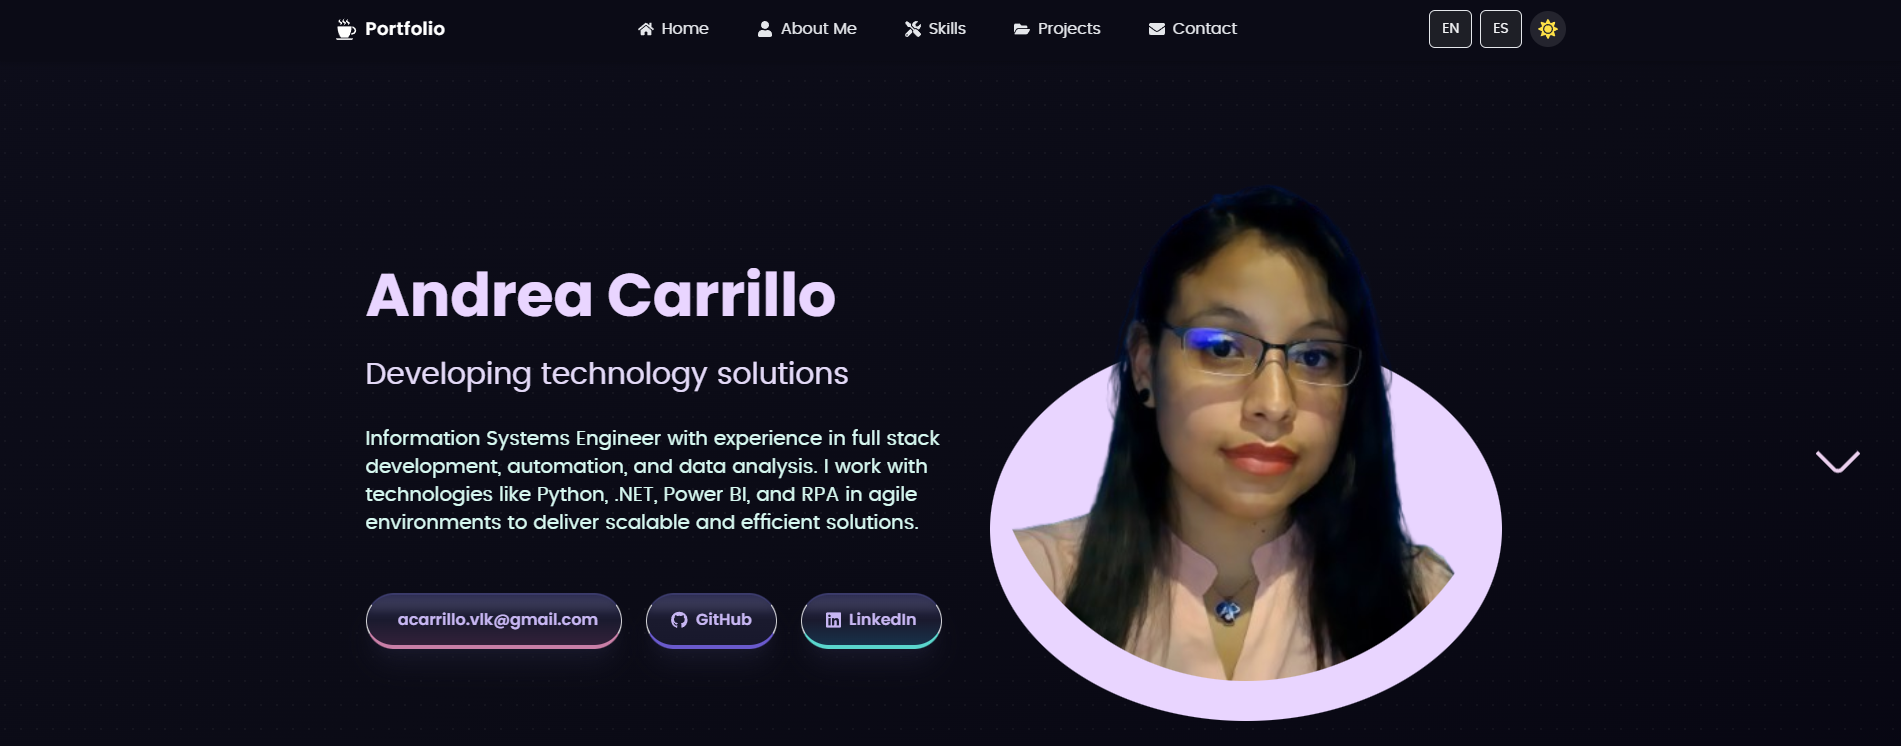 Portfolio
Home
About Me
Skills
Projects
Contact
EN
ES
Andrea Carrillo
Developing technology solutions
Information Systems Engineer with experience in full stack
development, automation, and data analysis. I work with
technologies like Python, .NET, Power BI, and RPA in agile
environments to deliver scalable and efficient solutions.
acarrillo.vlk@gmail.com
GitHub
LinkedIn